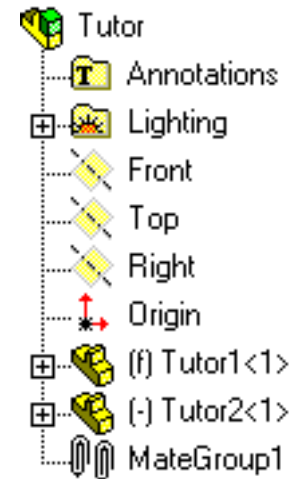 Tutor
Annotations
Lighting
Front
Top
Right
Origin
(f) Tutor1<1>
(-) Tutor2<1>
MateGroup1